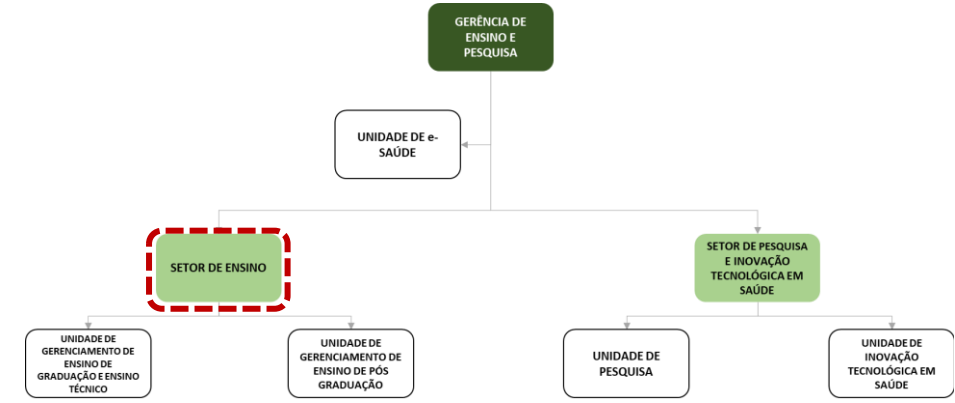 GERÊNCIA DE
ENSINO E
PESQUISA
UNIDADE DE e-
SAÚDE
SETOR DE ENSINO
SETOR DE PESQUISA
E INOVAÇÃO
TECNOLÓGICA EM
SAÚDE
UNIDADE DE
GERENCIAMENTO DE
ENSINO DE
GRADUAÇÃO E ENSINO
TÉCNICO
UNIDADE DE
GERENCIAMENTO DE
ENSINO DE PÓS
GRADUAÇÃO
UNIDADE DE
PESQUISA
UNIDADE DE
INOVAÇÃO
TECNOLÓGICA EM
SAÚDE